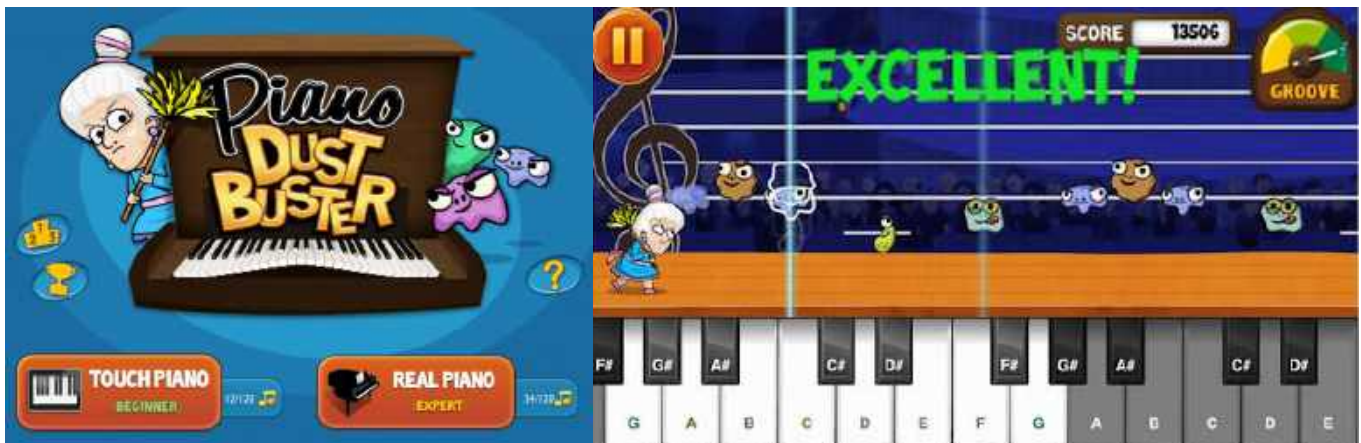 Piano
DUST
BUSTER
TOUCH PIANO
BEGINNER
REAL PIANO
EXPERT
?
SCORE 13506
EXCELLENT!
GROOVE
F# G# A# C# D# F# G# A# C# D#
G A B C D E F G A B C D E